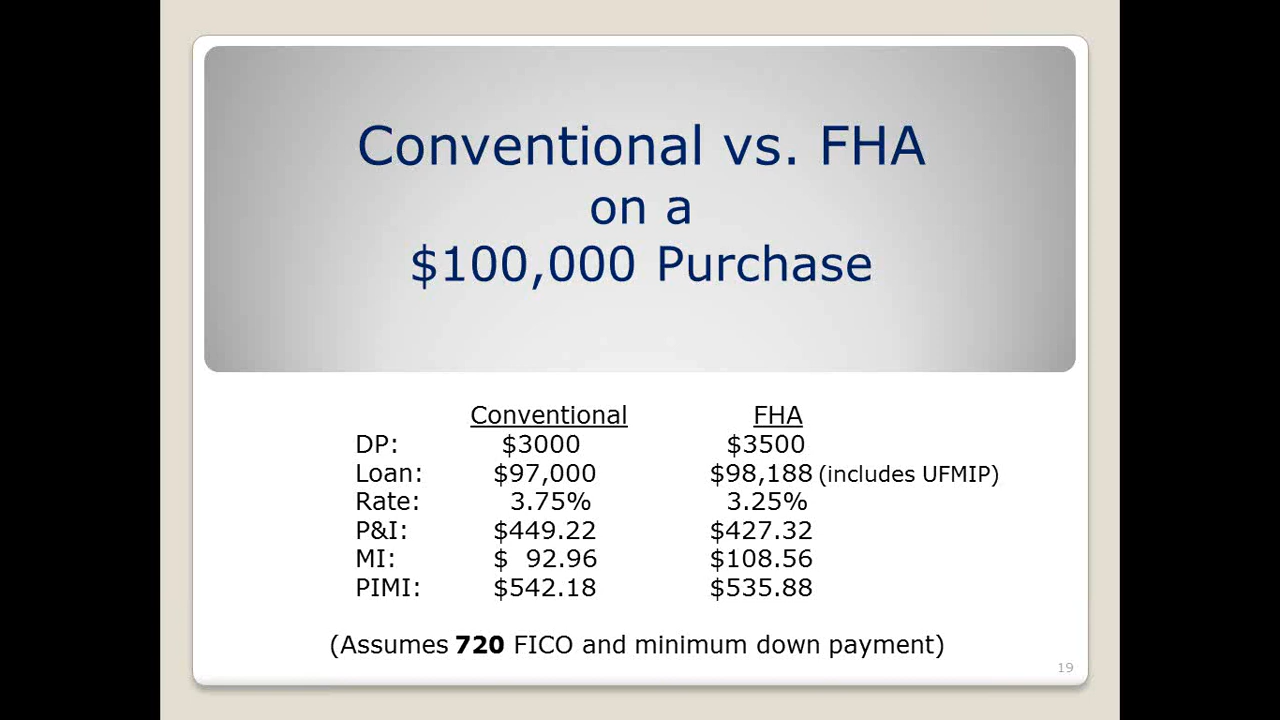 Conventional vs. FHA
on a
$100,000 Purchase
Conventional FHA
DP: $3000 $3500
Loan: $97,000 $98,188 (includes UFMIP)
Rate: 3.75% 3.25%
P&I: $449.22 $427.32
MI: $ 92.96 $108.56
PIMI: $542.18 $535.88
(Assumes 720 FICO and minimum down payment)
19